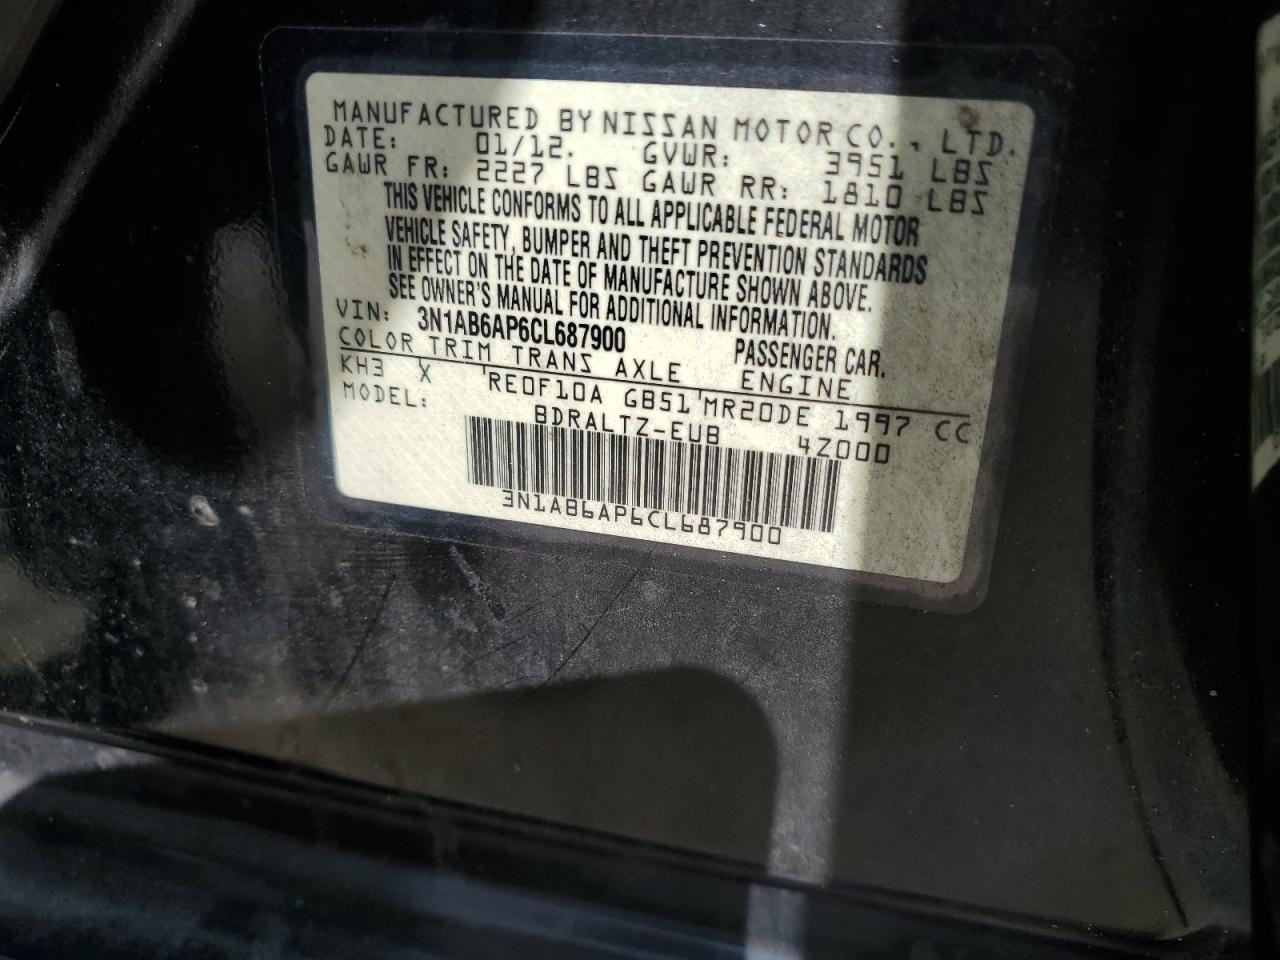 MANUFACTURED BY NISSAN MOTOR CO., LTD.
DATE: 01/12. GVWR: 3951 LBS
GAWR FR: 2227 LBS GAWR RR: 1810 LBS
THIS VEHICLE CONFORMS TO ALL APPLICABLE FEDERAL MOTOR
VEHICLE SAFETY, BUMPER AND THEFT PREVENTION STANDARDS
IN EFFECT ON THE DATE OF MANUFACTURE SHOWN ABOVE.
SEE OWNER'S MANUAL FOR ADDITIONAL INFORMATION.
VIN: 3N1AB6AP6CL687900 PASSENGER CAR.
COLOR TRIM TRANS AXLE ENGINE
KH3 X RE0F10A GB51 MR20DE 1997 CC
MODEL: BDRALTZ-EUB 4Z000
3N1AB6AP6CL687900